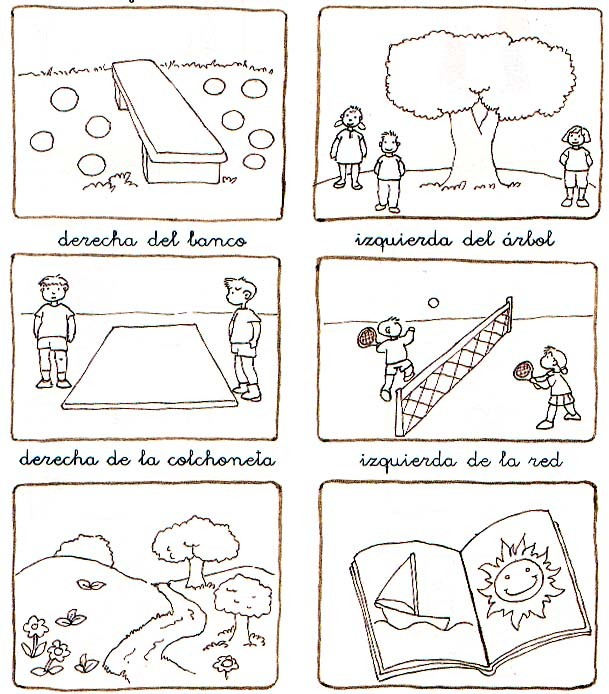 derecha del banco
izquierda del árbol
derecha de la colchoneta
izquierda de la red